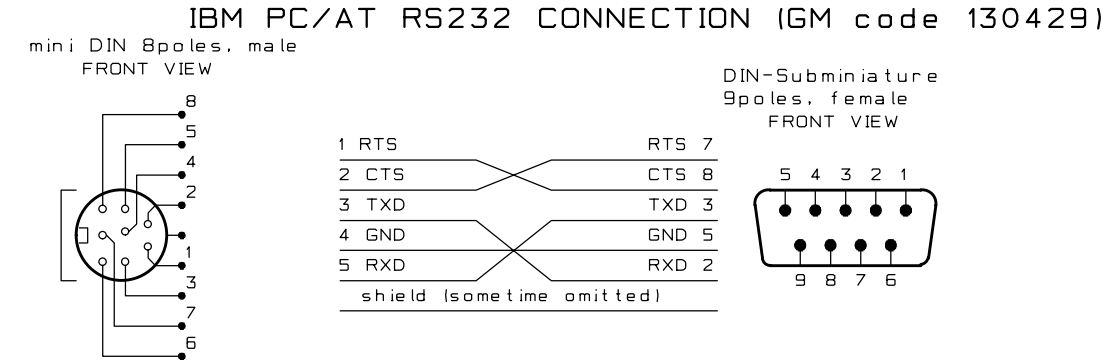 IBM PC/AT RS232 CONNECTION (GM code 130429)
mini DIN 8poles, male
FRONT VIEW
8
5
4
2
1
3
7
6
1 RTS RTS 7
2 CTS CTS 8
3 TXD TXD 3
4 GND GND 5
5 RXD RXD 2
shield (sometime omitted)
DIN-Subminiature
9poles, female
FRONT VIEW
5 4 3 2 1
9 8 7 6